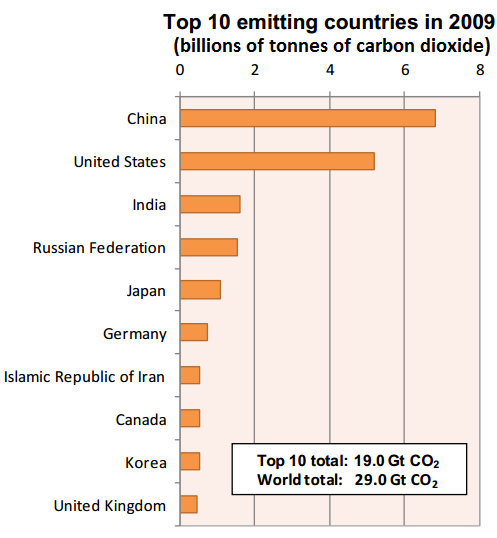 Top 10 emitting countries in 2009
(billions of tonnes of carbon dioxide)
0 2 4 6 8
China
United States
India
Russian Federation
Japan
Germany
Islamic Republic of Iran
Canada
Korea
United Kingdom
Top 10 total: 19.0 Gt CO₂
World total: 29.0 Gt CO₂